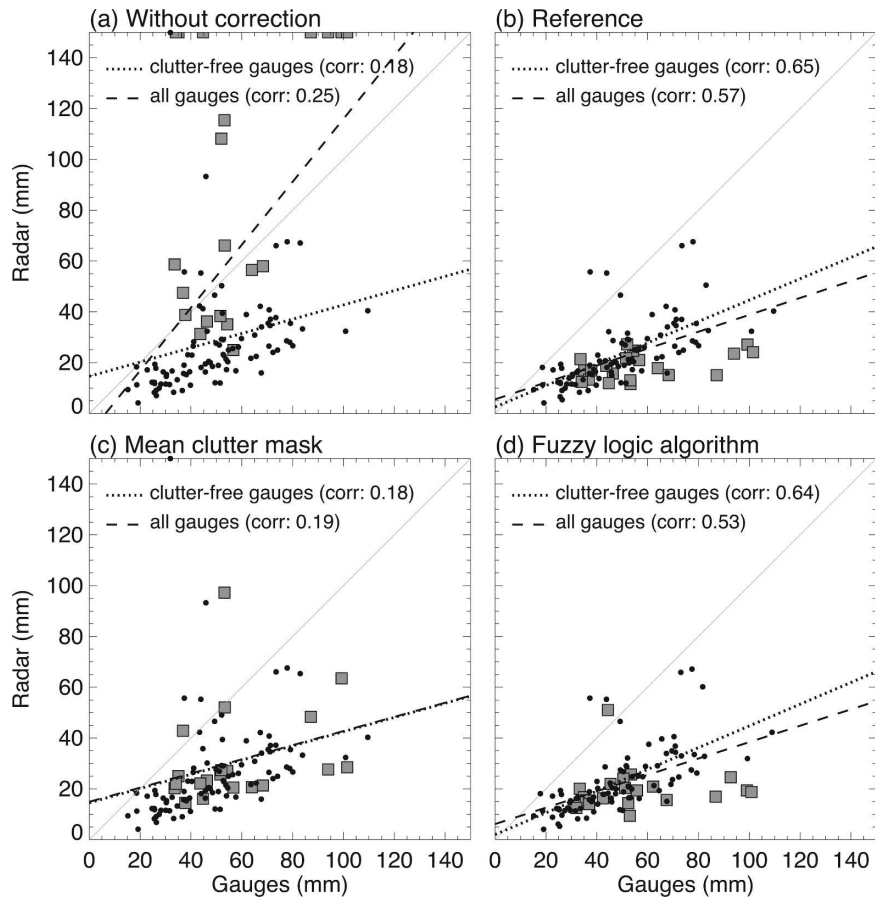 (a) Without correction
(b) Reference
140
120
100
80
60
40
20
0
Radar (mm)
clutter-free gauges (corr: 0.18)
all gauges (corr: 0.25)
clutter-free gauges (corr: 0.65)
all gauges (corr: 0.57)
(c) Mean clutter mask
(d) Fuzzy logic algorithm
140
120
100
80
60
40
20
0
Radar (mm)
clutter-free gauges (corr: 0.18)
all gauges (corr: 0.19)
clutter-free gauges (corr: 0.64)
all gauges (corr: 0.53)
0 20 40 60 80 100 120 140
0 20 40 60 80 100 120 140
Gauges (mm)
Gauges (mm)